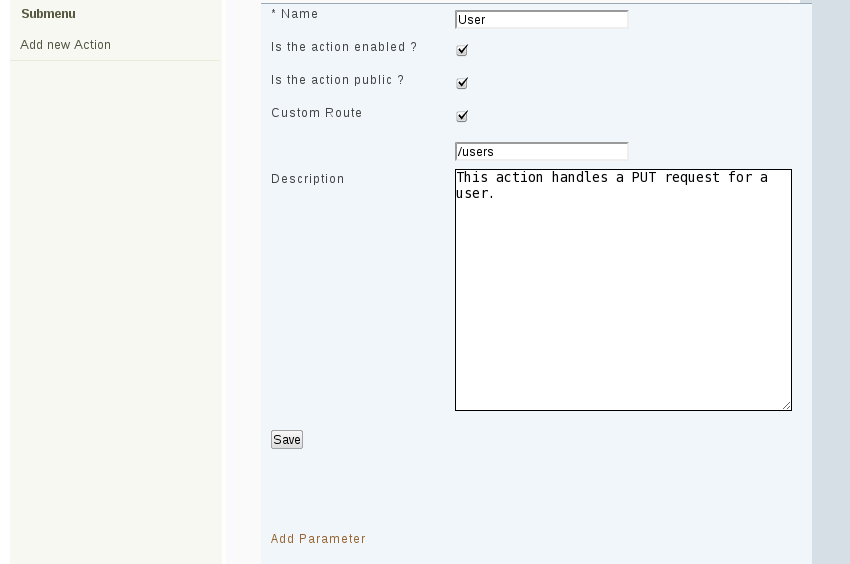 Submenu
Add new Action
* Name
User
Is the action enabled ?
Is the action public ?
Custom Route
/users
Description
This action handles a PUT request for a
user.
Save
Add Parameter